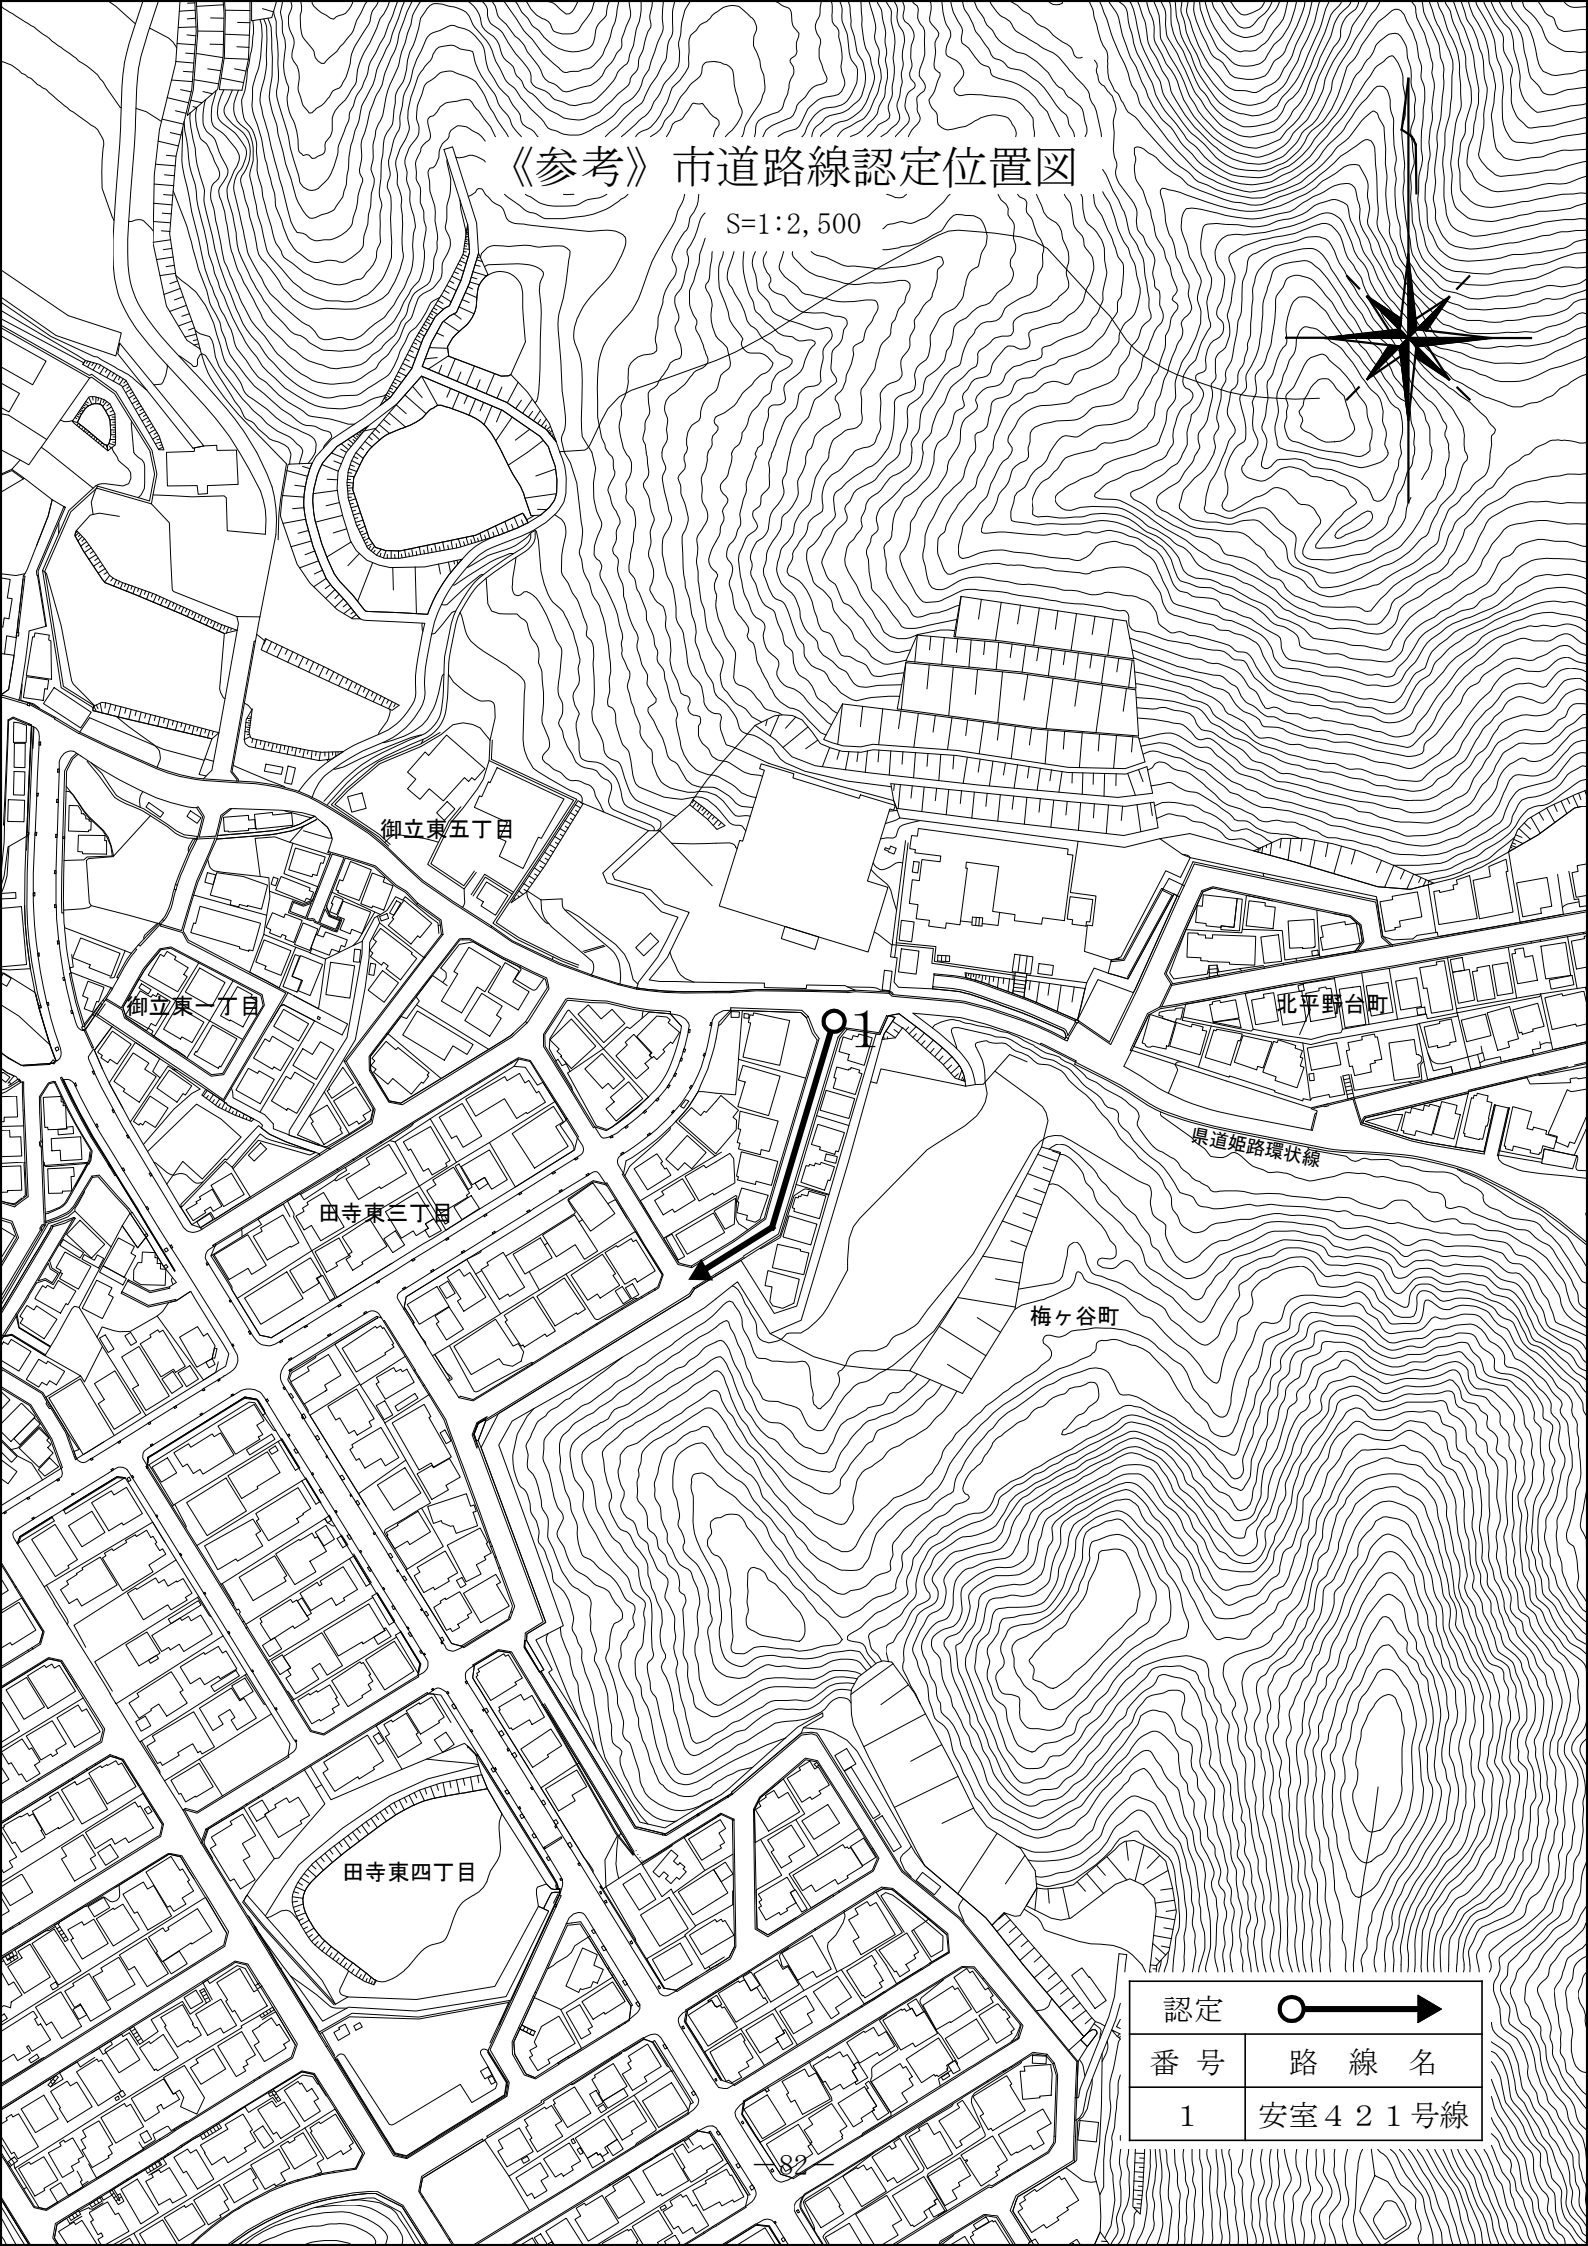 《参考》市道路線認定位置図
S=1:2,500
御立東五丁目
御立東一丁目
北平野台町
1
県道姫路環状線
田寺東三丁目
梅ヶ谷町
田寺東四丁目
認定
番 号 路 線 名
1 安室４２１号線
－82－